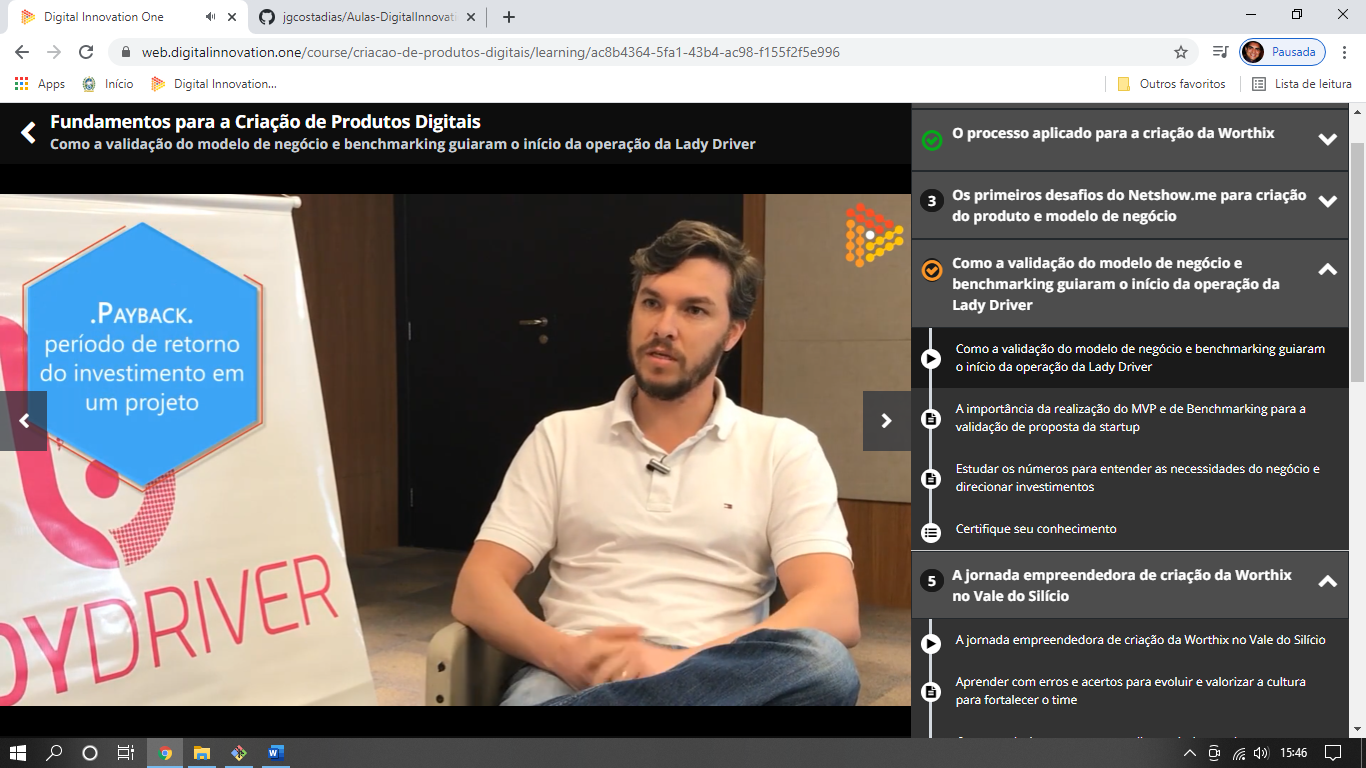 Digital Innovation One
jgcostadias/Aulas-DigitalInnovati
web.digitalinnovation.one/course/criacao-de-produtos-digitais/learning/ac8b4364-5fa1-43b4-ac98-f155f2f5e996
Pausada
Apps
Início
Digital Innovation...
Outros favoritos
Lista de leitura
Fundamentos para a Criação de Produtos Digitais
Como a validação do modelo de negócio e benchmarking guiaram o início da operação da Lady Driver
.PAYBACK.
período de retorno
do investimento em
um projeto
DYDRIVER
O processo aplicado para a criação da Worthix
3
Os primeiros desafios do Netshow.me para criação
do produto e modelo de negócio
Como a validação do modelo de negócio e
benchmarking guiaram o início da operação da
Lady Driver
Como a validação do modelo de negócio e benchmarking guiaram
o início da operação da Lady Driver
A importância da realização do MVP e de Benchmarking para a
validação de proposta da startup
Estudar os números para entender as necessidades do negócio e
direcionar investimentos
Certifique seu conhecimento
5
A jornada empreendedora de criação da Worthix
no Vale do Silício
A jornada empreendedora de criação da Worthix no Vale do Silício
Aprender com erros e acertos para evoluir e valorizar a cultura
para fortalecer o time
15:46